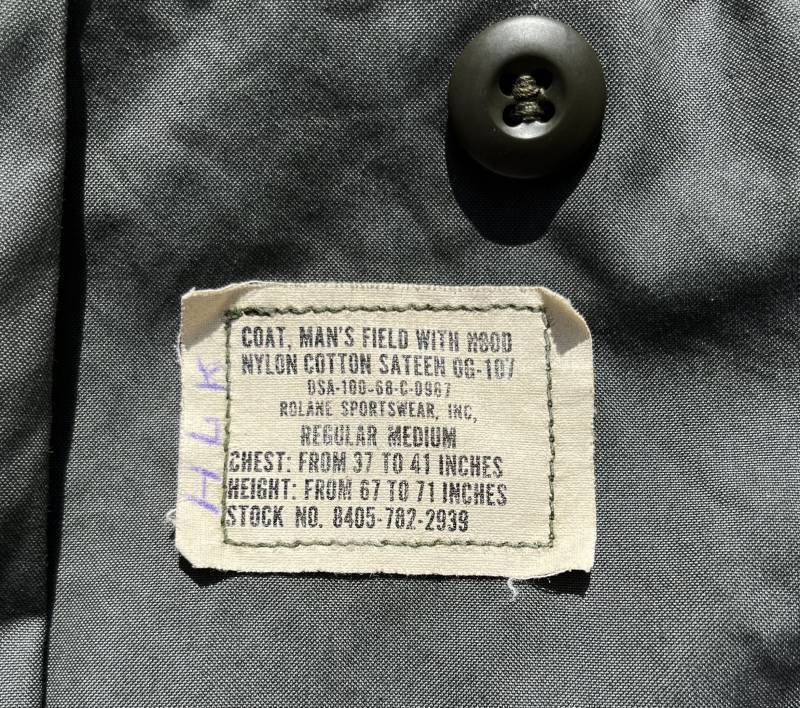 COAT, MAN'S FIELD WITH HOOD
NYLON COTTON SATEEN OG-107
DSA-100-68-C-0967
ROLANE SPORTSWEAR, INC,
REGULAR MEDIUM
CHEST: FROM 37 TO 41 INCHES
HEIGHT: FROM 67 TO 71 INCHES
STOCK NO. 8405-782-2939
HLK